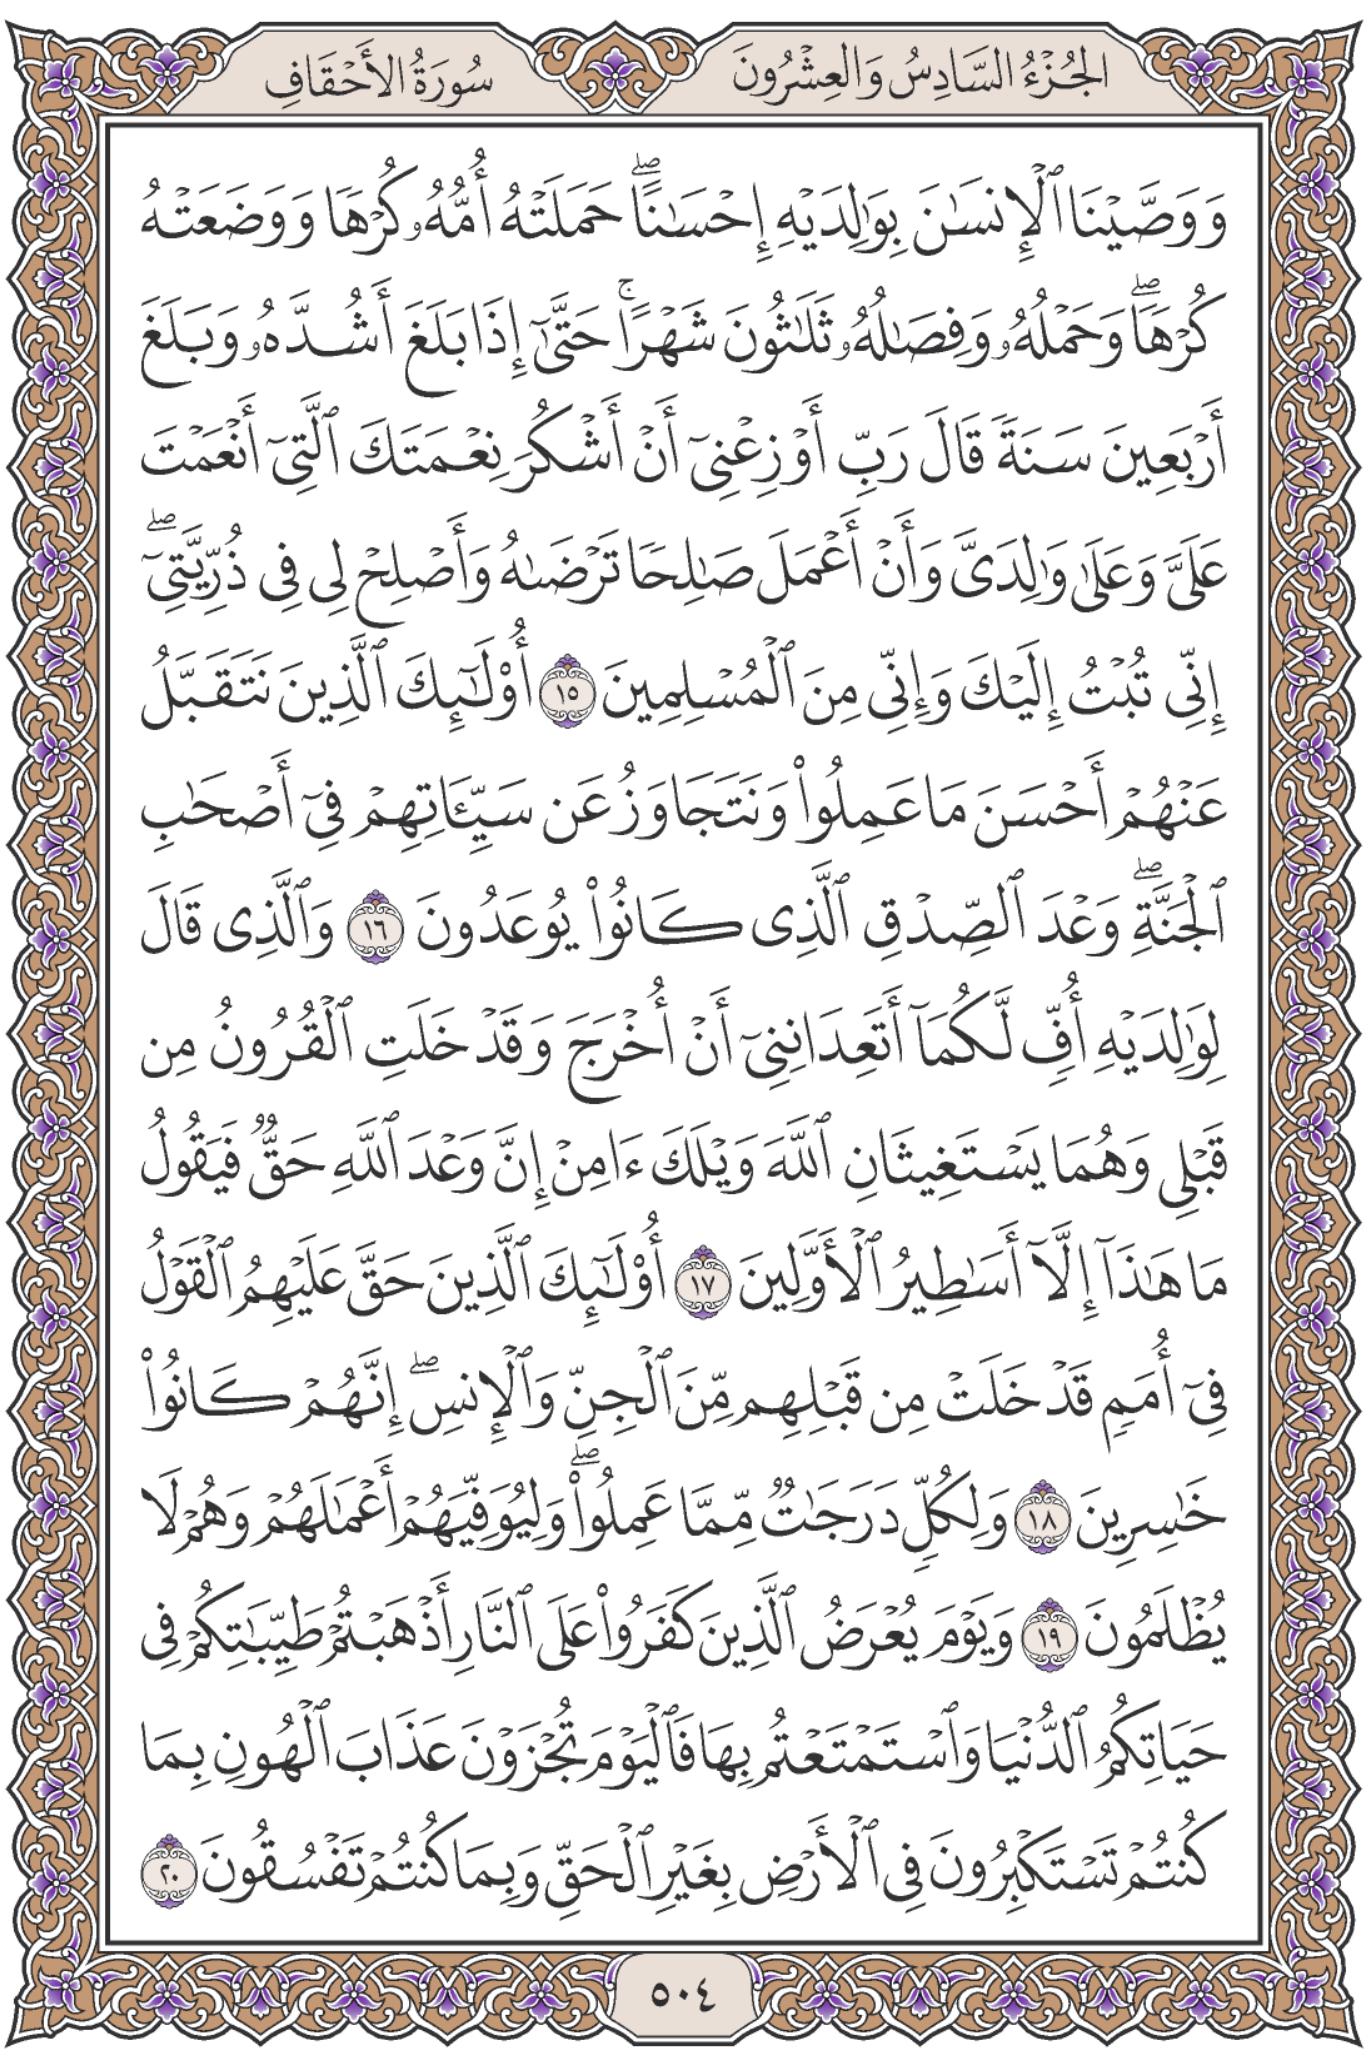 الجُزْءُ السَّادِسُ وَالعِشْرُونَ
سُورَةُ الأَحْقَافِ
وَوَصَّيْنَا ٱلْإِنسَٰنَ بِوَٰلِدَيْهِ إِحْسَٰنًاۖ حَمَلَتْهُ أُمُّهُۥ كُرْهًا وَوَضَعَتْهُ
كُرْهًاۖ وَحَمْلُهُۥ وَفِصَٰلُهُۥ ثَلَٰثُونَ شَهْرًاۚ حَتَّىٰٓ إِذَا بَلَغَ أَشُدَّهُۥ وَبَلَغَ
أَرْبَعِينَ سَنَةً قَالَ رَبِّ أَوْزِعْنِىٓ أَنْ أَشْكُرَ نِعْمَتَكَ ٱلَّتِىٓ أَنْعَمْتَ
عَلَىَّ وَعَلَىٰ وَٰلِدَىَّ وَأَنْ أَعْمَلَ صَٰلِحًا تَرْضَىٰهُ وَأَصْلِحْ لِى فِى ذُرِّيَّتِىٓۖ
إِنِّى تُبْتُ إِلَيْكَ وَإِنِّى مِنَ ٱلْمُسْلِمِينَ ١٥ أُو۟لَٰٓئِكَ ٱلَّذِينَ نَتَقَبَّلُ
عَنْهُمْ أَحْسَنَ مَا عَمِلُوا۟ وَنَتَجَاوَزُ عَن سَيِّـَٔاتِهِمْ فِىٓ أَصْحَٰبِ
ٱلْجَنَّةِۖ وَعْدَ ٱلصِّدْقِ ٱلَّذِى كَانُوا۟ يُوعَدُونَ ١٦ وَٱلَّذِى قَالَ
لِوَٰلِدَيْهِ أُفٍّ لَّكُمَآ أَتَعِدَانِنِىٓ أَنْ أُخْرَجَ وَقَدْ خَلَتِ ٱلْقُرُونُ مِن
قَبْلِى وَهُمَا يَسْتَغِيثَانِ ٱللَّهَ وَيْلَكَ ءَامِنْ إِنَّ وَعْدَ ٱللَّهِ حَقٌّ فَيَقُولُ
مَا هَٰذَآ إِلَّآ أَسَٰطِيرُ ٱلْأَوَّلِينَ ١٧ أُو۟لَٰٓئِكَ ٱلَّذِينَ حَقَّ عَلَيْهِمُ ٱلْقَوْلُ
فِىٓ أُمَمٍ قَدْ خَلَتْ مِن قَبْلِهِم مِّنَ ٱلْجِنِّ وَٱلْإِنسِۖ إِنَّهُمْ كَانُوا۟
خَٰسِرِينَ ١٨ وَلِكُلٍّ دَرَجَٰتٌ مِّمَّا عَمِلُوا۟ۖ وَلِيُوَفِّيَهُمْ أَعْمَٰلَهُمْ وَهُمْ لَا
يُظْلَمُونَ ١٩ وَيَوْمَ يُعْرَضُ ٱلَّذِينَ كَفَرُوا۟ عَلَى ٱلنَّارِ أَذْهَبْتُمْ طَيِّبَٰتِكُمْ فِى
حَيَاتِكُمُ ٱلدُّنْيَا وَٱسْتَمْتَعْتُم بِهَا فَٱلْيَوْمَ تُجْزَوْنَ عَذَابَ ٱلْهُونِ بِمَا
كُنتُمْ تَسْتَكْبِرُونَ فِى ٱلْأَرْضِ بِغَيْرِ ٱلْحَقِّ وَبِمَا كُنتُمْ تَفْسُقُونَ ٢٠
٥٠٤